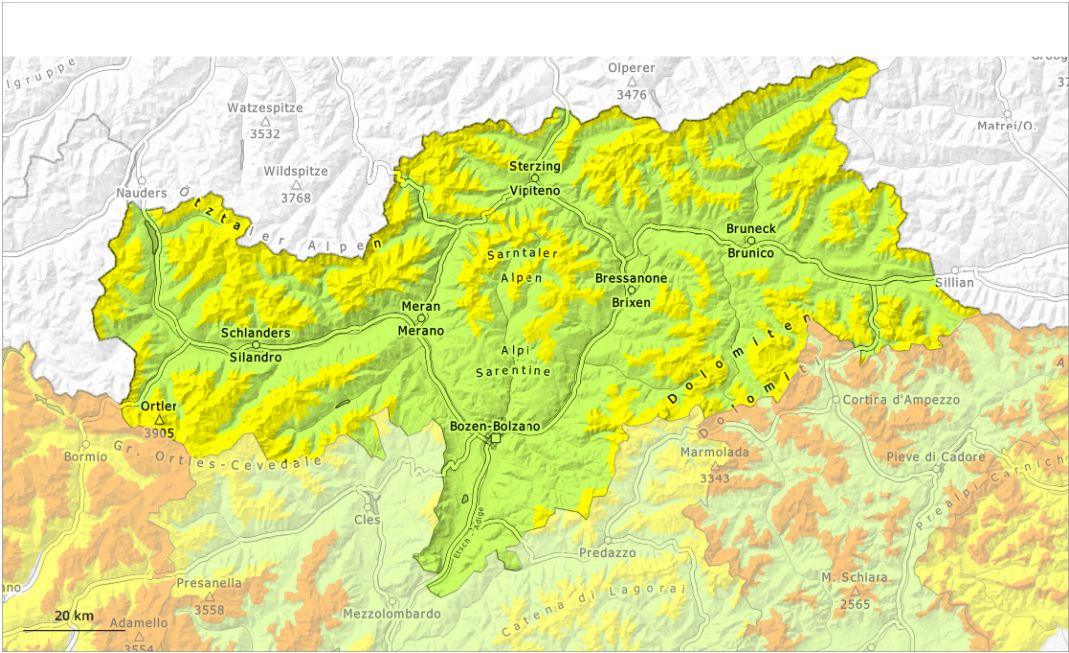 Olperer
3476
lgruppe
Watzespitze
3532
Matrei/O.
Wildspitze
3768
Nauders
Ötztaler Alpen
Sterzing
Vipiteno
Bruneck
Brunico
Sarntaler
Alpen
Bressanone
Brixen
Sillian
Meran
Merano
Schlanders
Silandro
Alpi
Sarentine
Dolomiten
Dolomiti
Ortler
3905
Bozen-Bolzano
Cortina d'Ampezzo
Gr. Ortles-Cevedale
Bormio
Marmolada
3343
Pieve di Cadore
Prealpi Carnich
Cles
Etsch - Adige
Predazzo
Presanella
3558
M. Schiara
2565
ano
Mezzolombardo
Catena di Lagorai
20 km
Adamello
3554